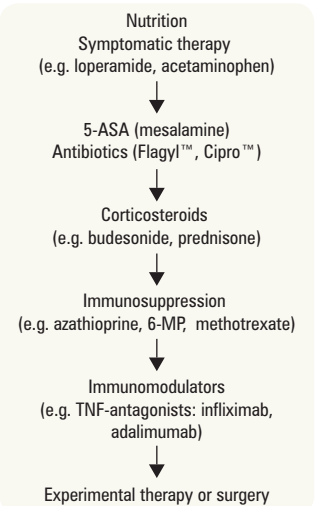 Nutrition
Symptomatic therapy
(e.g. loperamide, acetaminophen)
5-ASA (mesalamine)
Antibiotics (Flagyl™, Cipro™)
Corticosteroids
(e.g. budesonide, prednisone)
Immunosuppression
(e.g. azathioprine, 6-MP, methotrexate)
Immunomodulators
(e.g. TNF-antagonists: infliximab,
adalimumab)
Experimental therapy or surgery